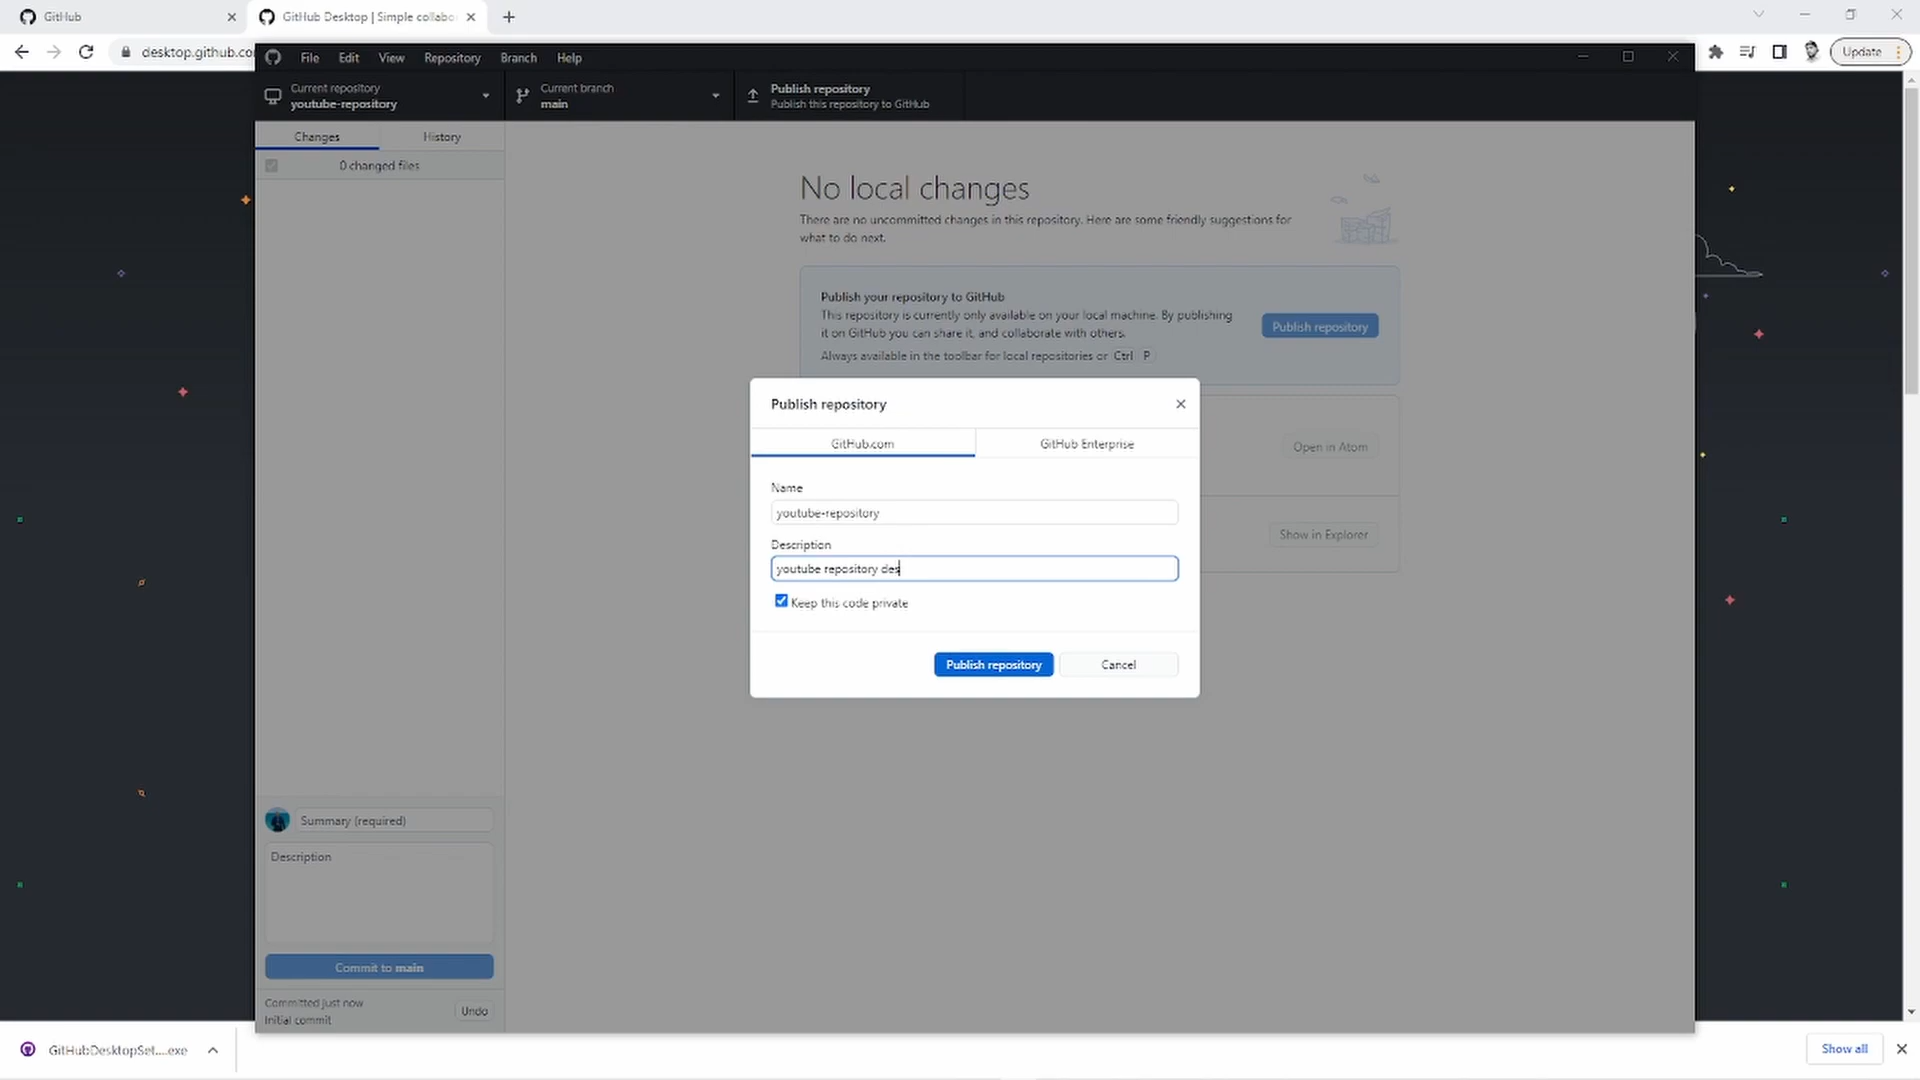 GitHub
GitHub Desktop | Simple collabo
desktop.github.co
Update
File Edit View Repository Branch Help
Current repository
youtube-repository
Current branch
main
Publish repository
Publish this repository to GitHub
Changes History
0 changed files
No local changes
There are no uncommitted changes in this repository. Here are some friendly suggestions for
what to do next.
Publish your repository to GitHub
This repository is currently only available on your local machine. By publishing
it on GitHub you can share it, and collaborate with others.
Always available in the toolbar for local repositories or Ctrl P
Publish repository
Open in Atom
Show in Explorer
Publish repository
GitHub.com GitHub Enterprise
Name
youtube-repository
Description
youtube repository des
Keep this code private
Publish repository Cancel
Summary (required)
Description
Commit to main
Committed just now
Initial commit
Undo
GitHubDesktopSet....exe
Show all